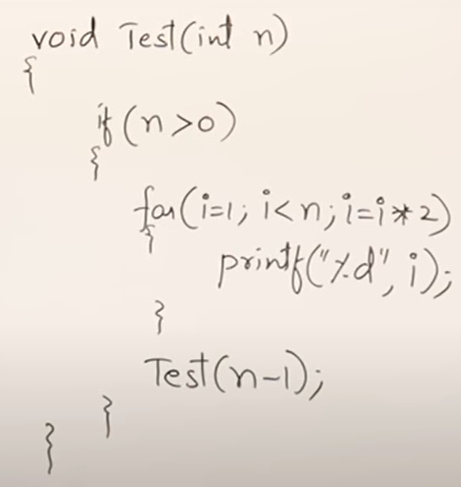 void Test(int n)
{
if(n>0)
{
for(i=1; i<n; i=i*2)
{
printf("%d", i);
}
Test(n-1);
}
}